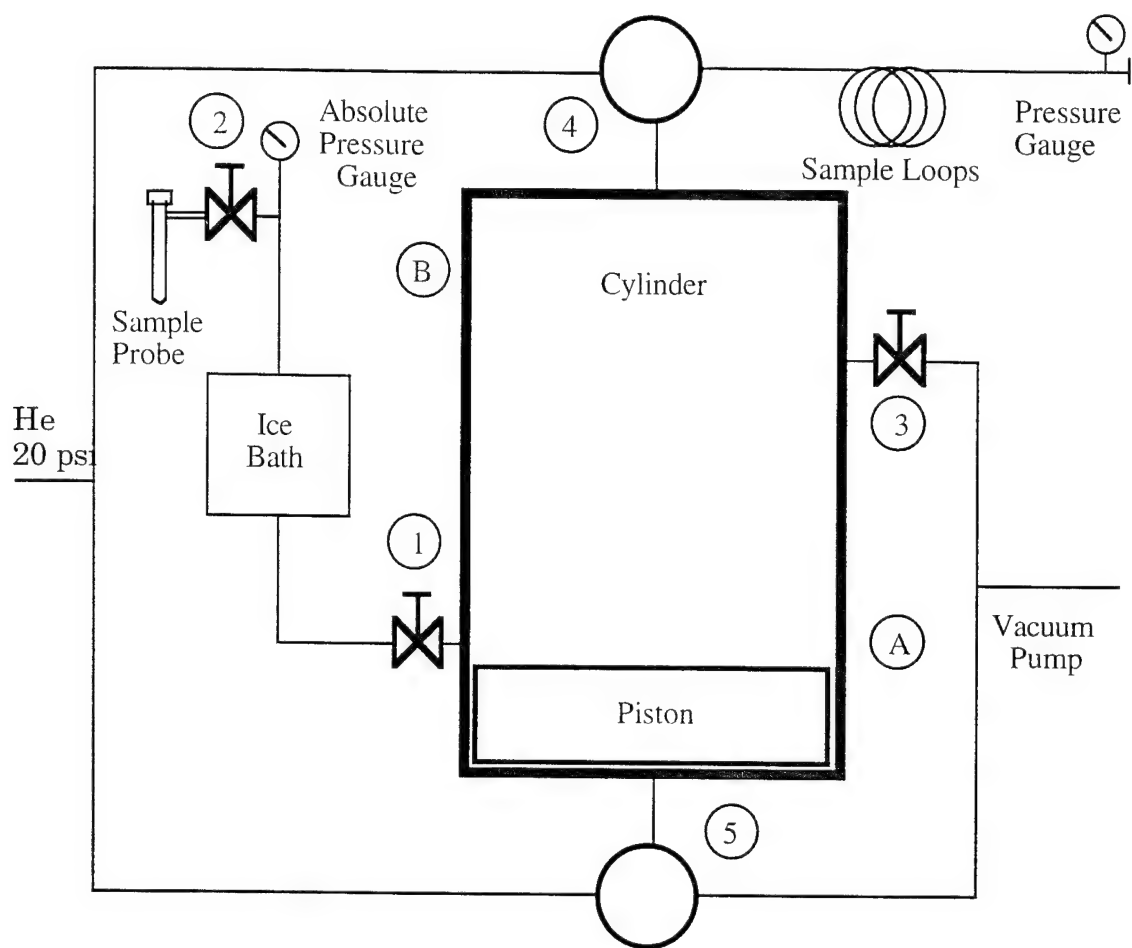 2
Absolute
Pressure
Gauge
4
Sample Loops
Pressure
Gauge
Sample
Probe
B
Cylinder
3
He
20 psi
Ice
Bath
1
A
Vacuum
Pump
Piston
5